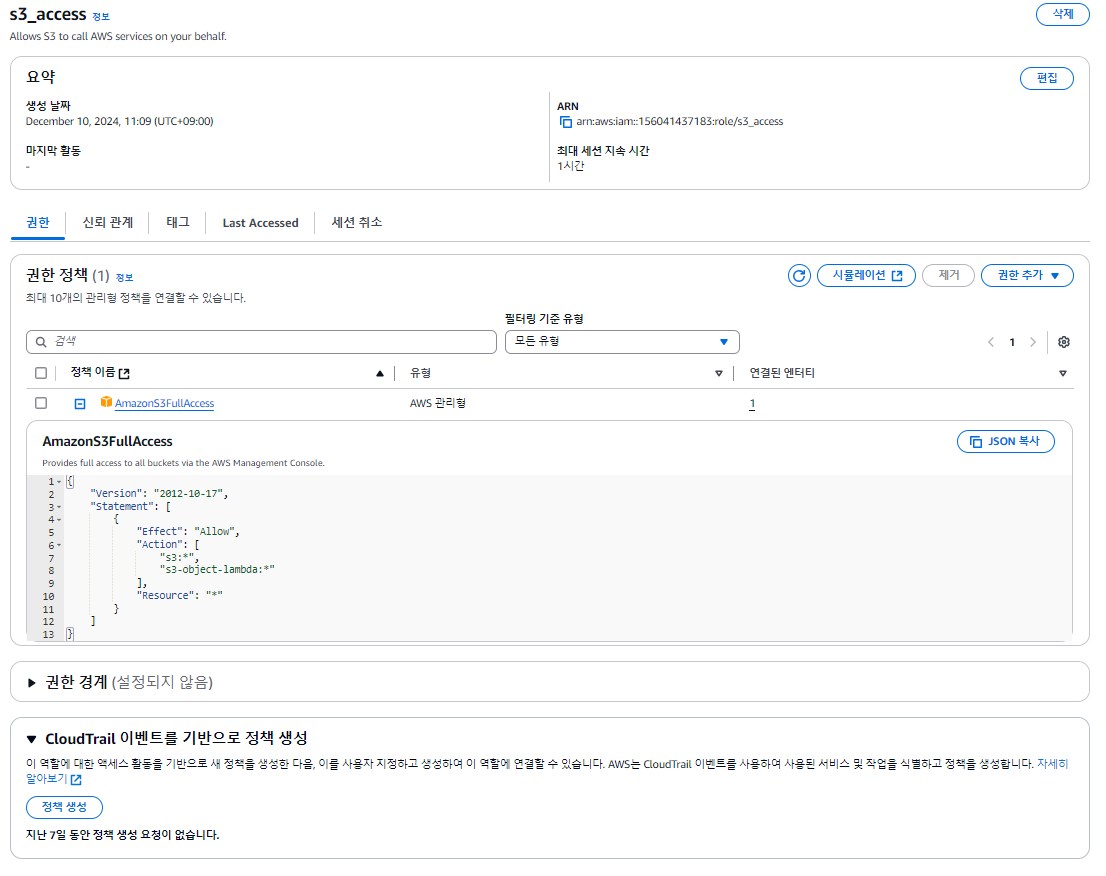 s3_access 정보
삭제
Allows S3 to call AWS services on your behalf.
요약
편집
생성 날짜
December 10, 2024, 11:09 (UTC+09:00)
ARN
arn:aws:iam::156041437183:role/s3_access
마지막 활동
-
최대 세션 지속 시간
1시간
권한
신뢰 관계
태그
Last Accessed
세션 취소
권한 정책 (1) 정보
시뮬레이션
제거
권한 추가
최대 10개의 관리형 정책을 연결할 수 있습니다.
필터링 기준 유형
검색
모든 유형
1
정책 이름
유형
연결된 엔터티
AmazonS3FullAccess
AWS 관리형
1
AmazonS3FullAccess
JSON 복사
Provides full access to all buckets via the AWS Management Console.
1 {
2 "Version": "2012-10-17",
3 "Statement": [
4 {
5 "Effect": "Allow",
6 "Action": [
7 "s3:*",
8 "s3-object-lambda:*"
9 ],
10 "Resource": "*"
11 }
12 ]
13 }
권한 경계 (설정되지 않음)
CloudTrail 이벤트를 기반으로 정책 생성
이 역할에 대한 액세스 활동을 기반으로 새 정책을 생성한 다음, 이를 사용자 지정하고 생성하여 이 역할에 연결할 수 있습니다. AWS는 CloudTrail 이벤트를 사용하여 사용된 서비스 및 작업을 식별하고 정책을 생성합니다. 자세히
알아보기
정책 생성
지난 7일 동안 정책 생성 요청이 없습니다.